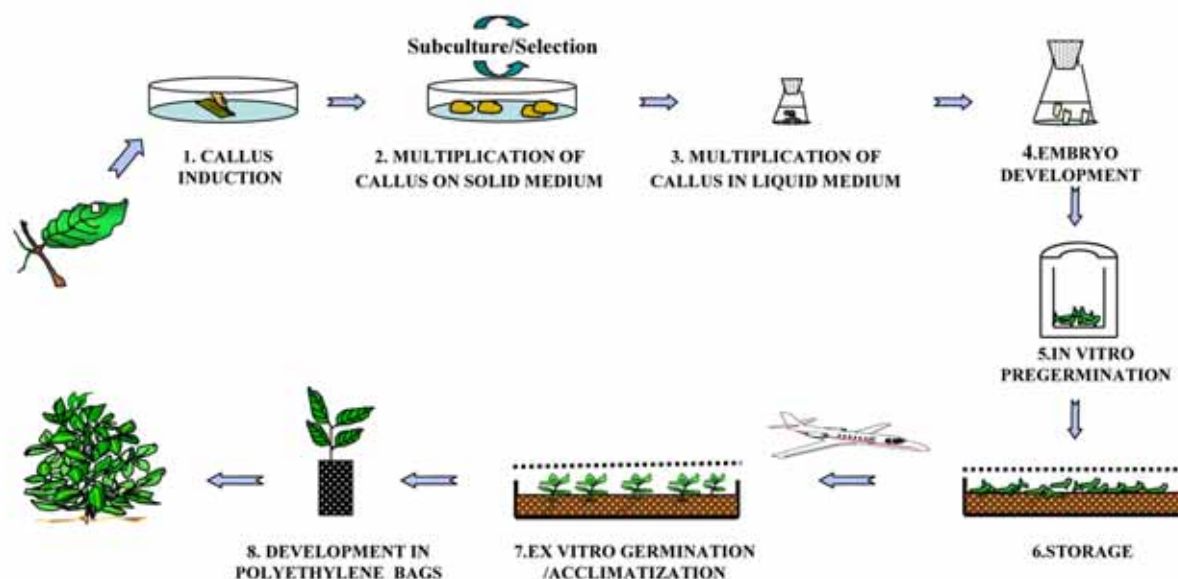 Subculture/Selection
1. CALLUS
INDUCTION
2. MULTIPLICATION OF
CALLUS ON SOLID MEDIUM
3. MULTIPLICATION OF
CALLUS IN LIQUID MEDIUM
4.EMBRYO
DEVELOPMENT
5.IN VITRO
PREGERMINATION
6.STORAGE
7.EX VITRO GERMINATION
/ACCLIMATIZATION
8. DEVELOPMENT IN
POLYETHYLENE BAGS